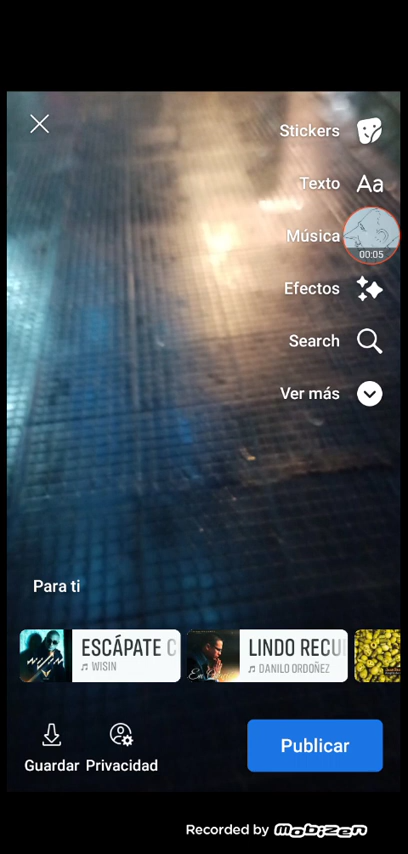 Stickers
Texto
Aa
Música
00:05
Efectos
Search
Ver más
Para ti
WISIN
ESCÁPATE C
WISIN
LINDO RECU
DANILO ORDOÑEZ
Guardar
Privacidad
Publicar
Recorded by Mobizen